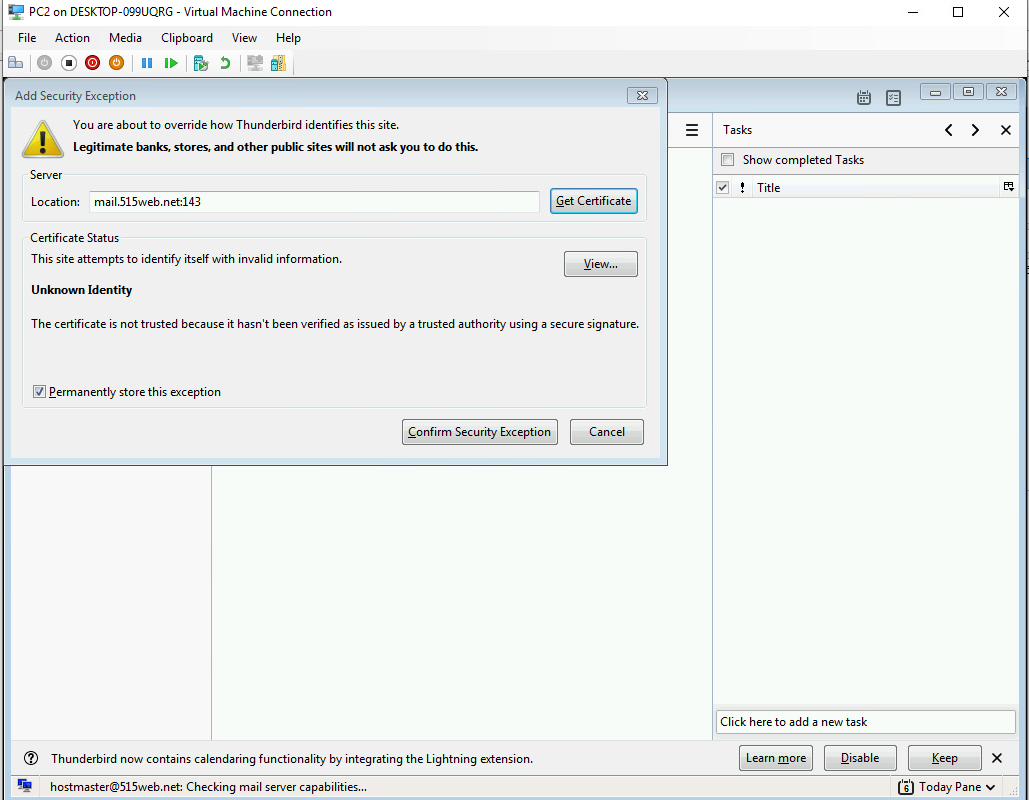 PC2 on DESKTOP-099UQRG - Virtual Machine Connection
File Action Media Clipboard View Help
Add Security Exception
You are about to override how Thunderbird identifies this site.
Legitimate banks, stores, and other public sites will not ask you to do this.
Server
Location: mail.515web.net:143 Get Certificate
Certificate Status
This site attempts to identify itself with invalid information.
View...
Unknown Identity
The certificate is not trusted because it hasn't been verified as issued by a trusted authority using a secure signature.
Permanently store this exception
Confirm Security Exception Cancel
Tasks
Show completed Tasks
! Title
Click here to add a new task
Thunderbird now contains calendaring functionality by integrating the Lightning extension. Learn more Disable Keep
hostmaster@515web.net: Checking mail server capabilities... 6 Today Pane